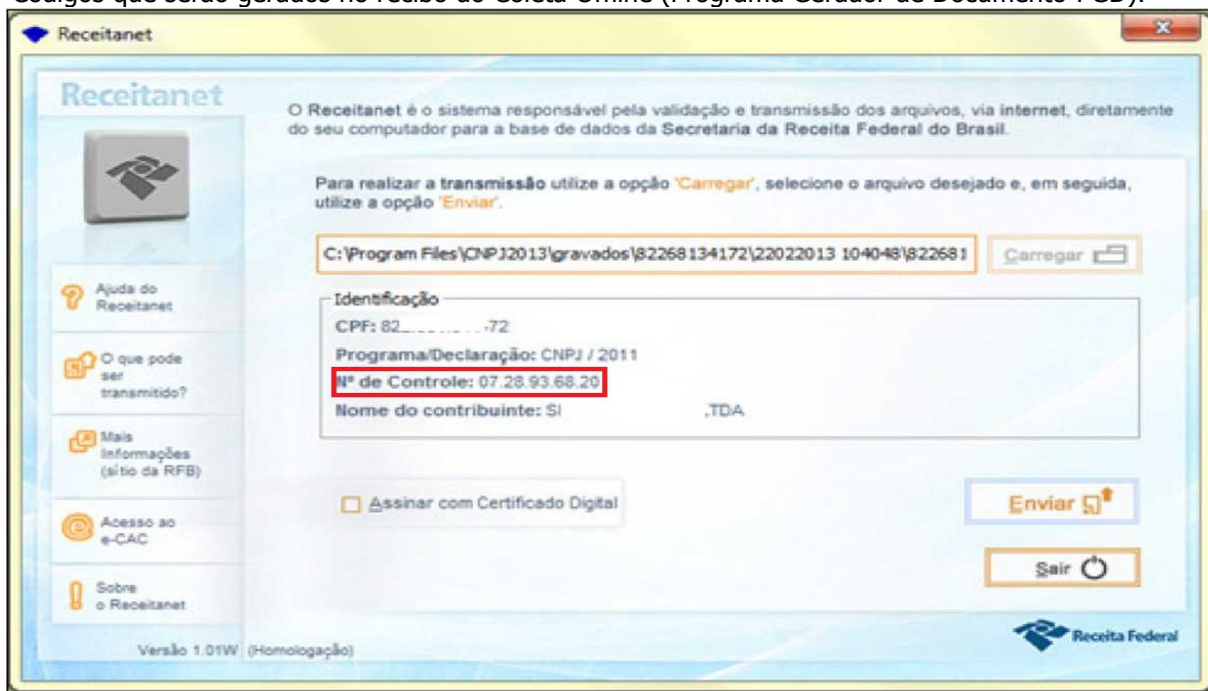 Códigos que serão gerados no recibo do Coleta Offline (Programa Gerador de Documento PGD):
Receitanet
Receitanet
O Receitanet é o sistema responsável pela validação e transmissão dos arquivos, via internet, diretamente
do seu computador para a base de dados da Secretaria da Receita Federal do Brasil.
Para realizar a transmissão utilize a opção 'Carregar', selecione o arquivo desejado e, em seguida,
utilize a opção 'Enviar'.
C:\Program Files\CNPJ2013\gravados\82268134172\22022013 104048\822681
Carregar
Identificação
CPF: 82 -72
Programa/Declaração: CNPJ / 2011
Nº de Controle: 07.28.93.68.20
Nome do contribuinte: SI .TDA
Ajuda do
Receitanet
O que pode
ser
transmitido?
Mais
Informações
(sítio da RFB)
Acesso ao
e-CAC
Sobre
o Receitanet
Assinar com Certificado Digital
Enviar
Sair
Versão 1.01W (Homologação)
Receita Federal